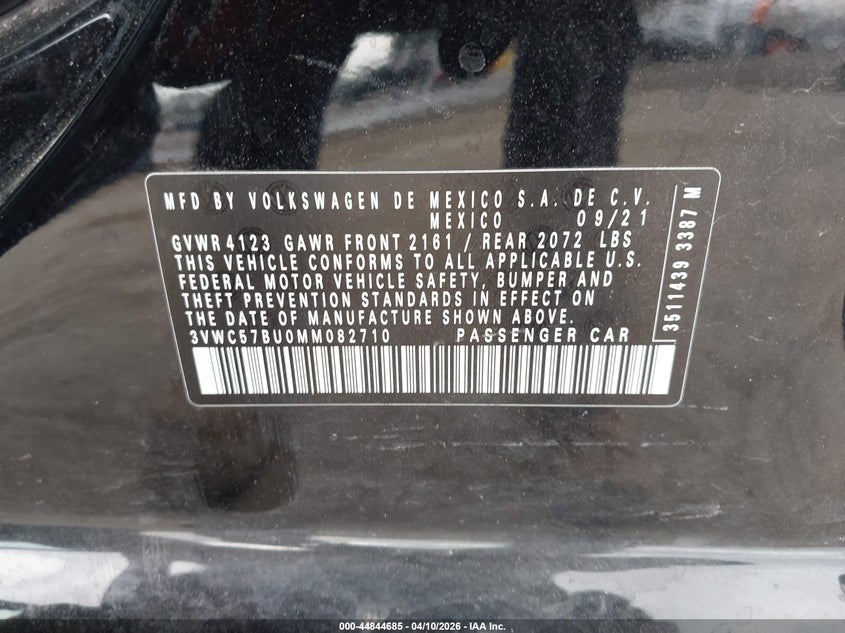 MFD BY VOLKSWAGEN DE MEXICO S.A. DE C.V.
MEXICO 09/21
GVWR 4123 GAWR FRONT 2161 / REAR 2072 LBS
THIS VEHICLE CONFORMS TO ALL APPLICABLE U.S.
FEDERAL MOTOR VEHICLE SAFETY, BUMPER AND
THEFT PREVENTION STANDARDS IN EFFECT ON
THE DATE OF MANUFACTURE SHOWN ABOVE.
3VWC57BU0MM082710 PASSENGER CAR
3511439 3387 M
000-44844685 - 04/10/2026 - IAA Inc.